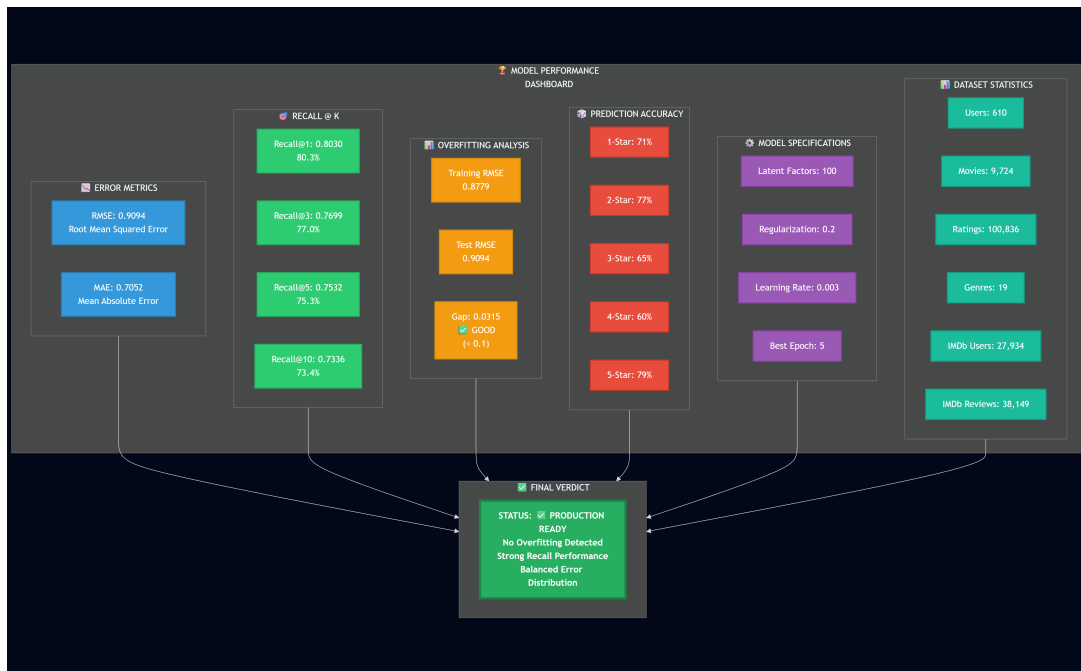 🏆 MODEL PERFORMANCE
DASHBOARD
📉 ERROR METRICS
RMSE: 0.9094
Root Mean Squared Error
MAE: 0.7052
Mean Absolute Error
🎯 RECALL @ K
Recall@1: 0.8030
80.3%
Recall@3: 0.7699
77.0%
Recall@5: 0.7532
75.3%
Recall@10: 0.7336
73.4%
📊 OVERFITTING ANALYSIS
Training RMSE
0.8779
Test RMSE
0.9094
Gap: 0.0315
✅ GOOD
(< 0.1)
🎲 PREDICTION ACCURACY
1-Star: 71%
2-Star: 77%
3-Star: 65%
4-Star: 60%
5-Star: 79%
⚙️ MODEL SPECIFICATIONS
Latent Factors: 100
Regularization: 0.2
Learning Rate: 0.003
Best Epoch: 5
📊 DATASET STATISTICS
Users: 610
Movies: 9,724
Ratings: 100,836
Genres: 19
IMDb Users: 27,934
IMDb Reviews: 38,149
✅ FINAL VERDICT
STATUS: ✅ PRODUCTION
READY
No Overfitting Detected
Strong Recall Performance
Balanced Error
Distribution